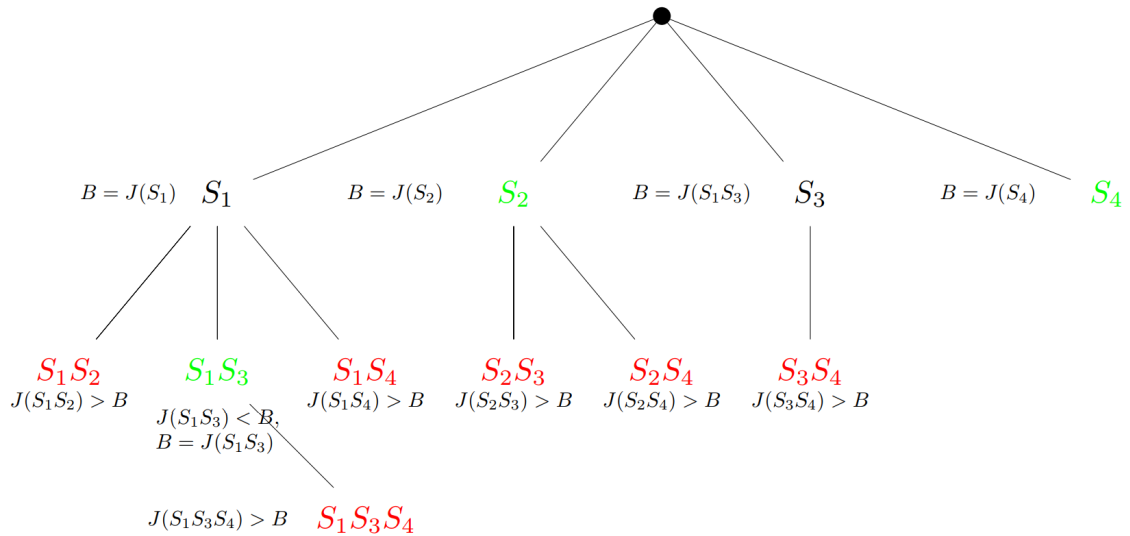 B = J(S₁) S₁ B = J(S₂) S₂ B = J(S₁S₃) S₃ B = J(S₄) S₄
S₁S₂ S₁S₃ S₁S₄ S₂S₃ S₂S₄ S₃S₄
J(S₁S₂) > B J(S₁S₄) > B J(S₂S₃) > B J(S₂S₄) > B J(S₃S₄) > B
J(S₁S₃) < B,
B = J(S₁S₃)
J(S₁S₃S₄) > B S₁S₃S₄